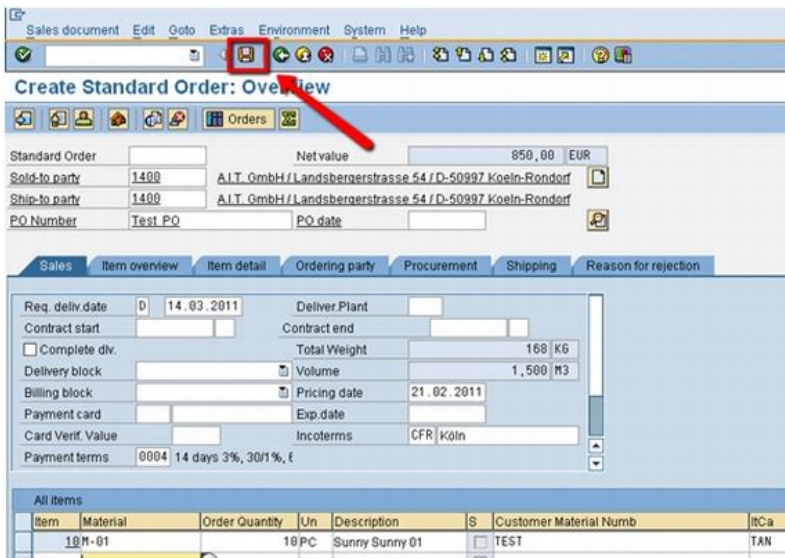 Sales document Edit Goto Extras Environment System Help
Create Standard Order: Overview
Orders
Standard Order Net value 850,00 EUR
Sold-to party 1400 A.I.T. GmbH / Landsbergerstrasse 54 / D-50997 Koeln-Rondorf
Ship-to party 1400 A.I.T. GmbH / Landsbergerstrasse 54 / D-50997 Koeln-Rondorf
PO Number Test PO PO date
Sales Item overview Item detail Ordering party Procurement Shipping Reason for rejection
Req. deliv.date D 14.03.2011 Deliver.Plant
Contract start Contract end
Complete dlv. Total Weight 168 KG
Delivery block Volume 1,500 M3
Billing block Pricing date 21.02.2011
Payment card Exp.date
Card Verif. Value Incoterms CFR Köln
Payment terms 0004 14 days 3%, 30/1%,
All items
Item Material Order Quantity Un Description S Customer Material Numb ItCa
10 M-01 10 PC Sunny Sunny 01 TEST TAN